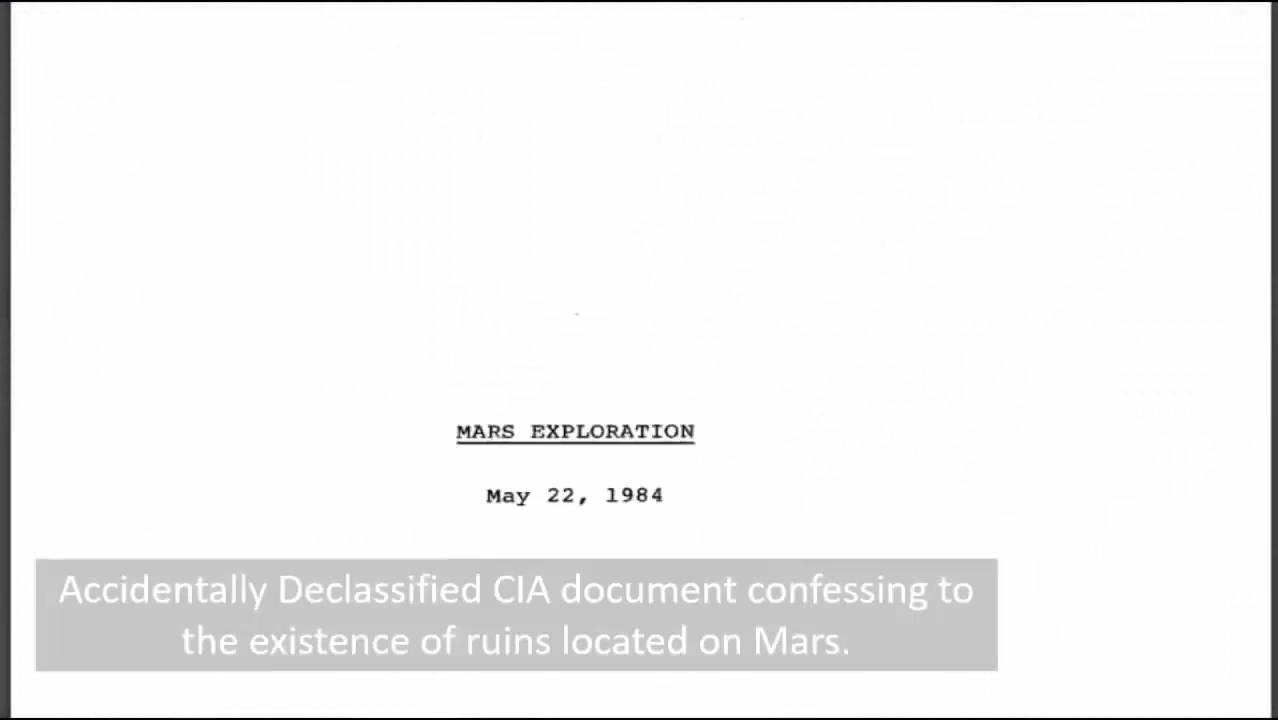 MARS EXPLORATION
May 22, 1984
Accidentally Declassified CIA document confessing to
the existence of ruins located on Mars.